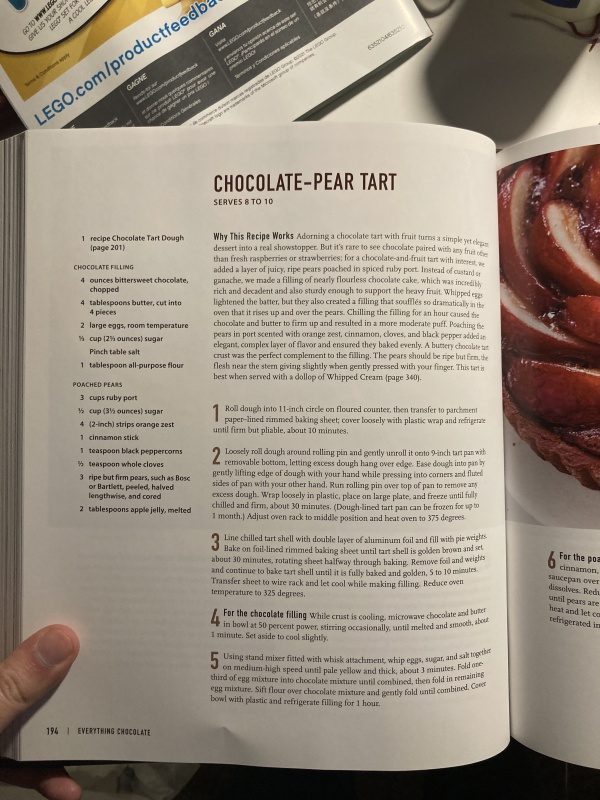 GO TO WWW.LEGO
GIVE US YOUR
LEGO® SET FOR
A COOL
Terms & Conditions apply
LEGO.com/productfeedba
GAGNE
GANA
6352104/635210
CHOCOLATE-PEAR TART
SERVES 8 TO 10
1 recipe Chocolate Tart Dough
(page 201)
CHOCOLATE FILLING
4 ounces bittersweet chocolate,
chopped
4 tablespoons butter, cut into
4 pieces
2 large eggs, room temperature
⅓ cup (2⅓ ounces) sugar
Pinch table salt
1 tablespoon all-purpose flour
POACHED PEARS
3 cups ruby port
½ cup (3½ ounces) sugar
4 (2-inch) strips orange zest
1 cinnamon stick
1 teaspoon black peppercorns
½ teaspoon whole cloves
3 ripe but firm pears, such as Bosc
or Bartlett, peeled, halved
lengthwise, and cored
2 tablespoons apple jelly, melted
Why This Recipe Works Adorning a chocolate tart with fruit turns a simple yet elegant
dessert into a real showstopper. But it's rare to see chocolate paired with any fruit other
than fresh raspberries or strawberries; for a chocolate-and-fruit tart with interest, we
added a layer of juicy, ripe pears poached in spiced ruby port. Instead of custard or
ganache, we made a filling of nearly flourless chocolate cake, which was incredibly
rich and decadent and also sturdy enough to support the heavy fruit. Whipped eggs
lightened the batter, but they also created a filling that souffléd so dramatically in the
oven that it rises up and over the pears. Chilling the filling for an hour caused the
chocolate and butter to firm up and resulted in a more moderate puff. Poaching the
pears in port scented with orange zest, cinnamon, cloves, and black pepper added an
elegant, complex layer of flavor and ensured they baked evenly. A buttery chocolate tart
crust was the perfect complement to the filling. The pears should be ripe but firm, the
flesh near the stem giving slightly when gently pressed with your finger. This tart is
best when served with a dollop of Whipped Cream (page 340).
1 Roll dough into 11-inch circle on floured counter, then transfer to parchment
paper–lined rimmed baking sheet; cover loosely with plastic wrap and refrigerate
until firm but pliable, about 10 minutes.
2 Loosely roll dough around rolling pin and gently unroll it onto 9-inch tart pan with
removable bottom, letting excess dough hang over edge. Ease dough into pan by
gently lifting edge of dough with your hand while pressing into corners and fluted
sides of pan with your other hand. Run rolling pin over top of pan to remove any
excess dough. Wrap loosely in plastic, place on large plate, and freeze until fully
chilled and firm, about 30 minutes. (Dough-lined tart pan can be frozen for up to
1 month.) Adjust oven rack to middle position and heat oven to 375 degrees.
3 Line chilled tart shell with double layer of aluminum foil and fill with pie weights.
Bake on foil-lined rimmed baking sheet until tart shell is golden brown and set,
about 30 minutes, rotating sheet halfway through baking. Remove foil and weights
and continue to bake tart shell until it is fully baked and golden, 5 to 10 minutes.
Transfer sheet to wire rack and let cool while making filling. Reduce oven
temperature to 325 degrees.
4 For the chocolate filling While crust is cooling, microwave chocolate and butter
in bowl at 50 percent power, stirring occasionally, until melted and smooth, about
1 minute. Set aside to cool slightly.
5 Using stand mixer fitted with whisk attachment, whip eggs, sugar, and salt together
on medium-high speed until pale yellow and thick, about 3 minutes. Fold one-
third of egg mixture into chocolate mixture until combined, then fold in remaining
egg mixture. Sift flour over chocolate mixture and gently fold until combined. Cover
bowl with plastic and refrigerate filling for 1 hour.
194 | EVERYTHING CHOCOLATE
6 For the poa
cinnamon,
saucepan over
dissolves. Redu
until pears are
heat and let co
refrigerated in